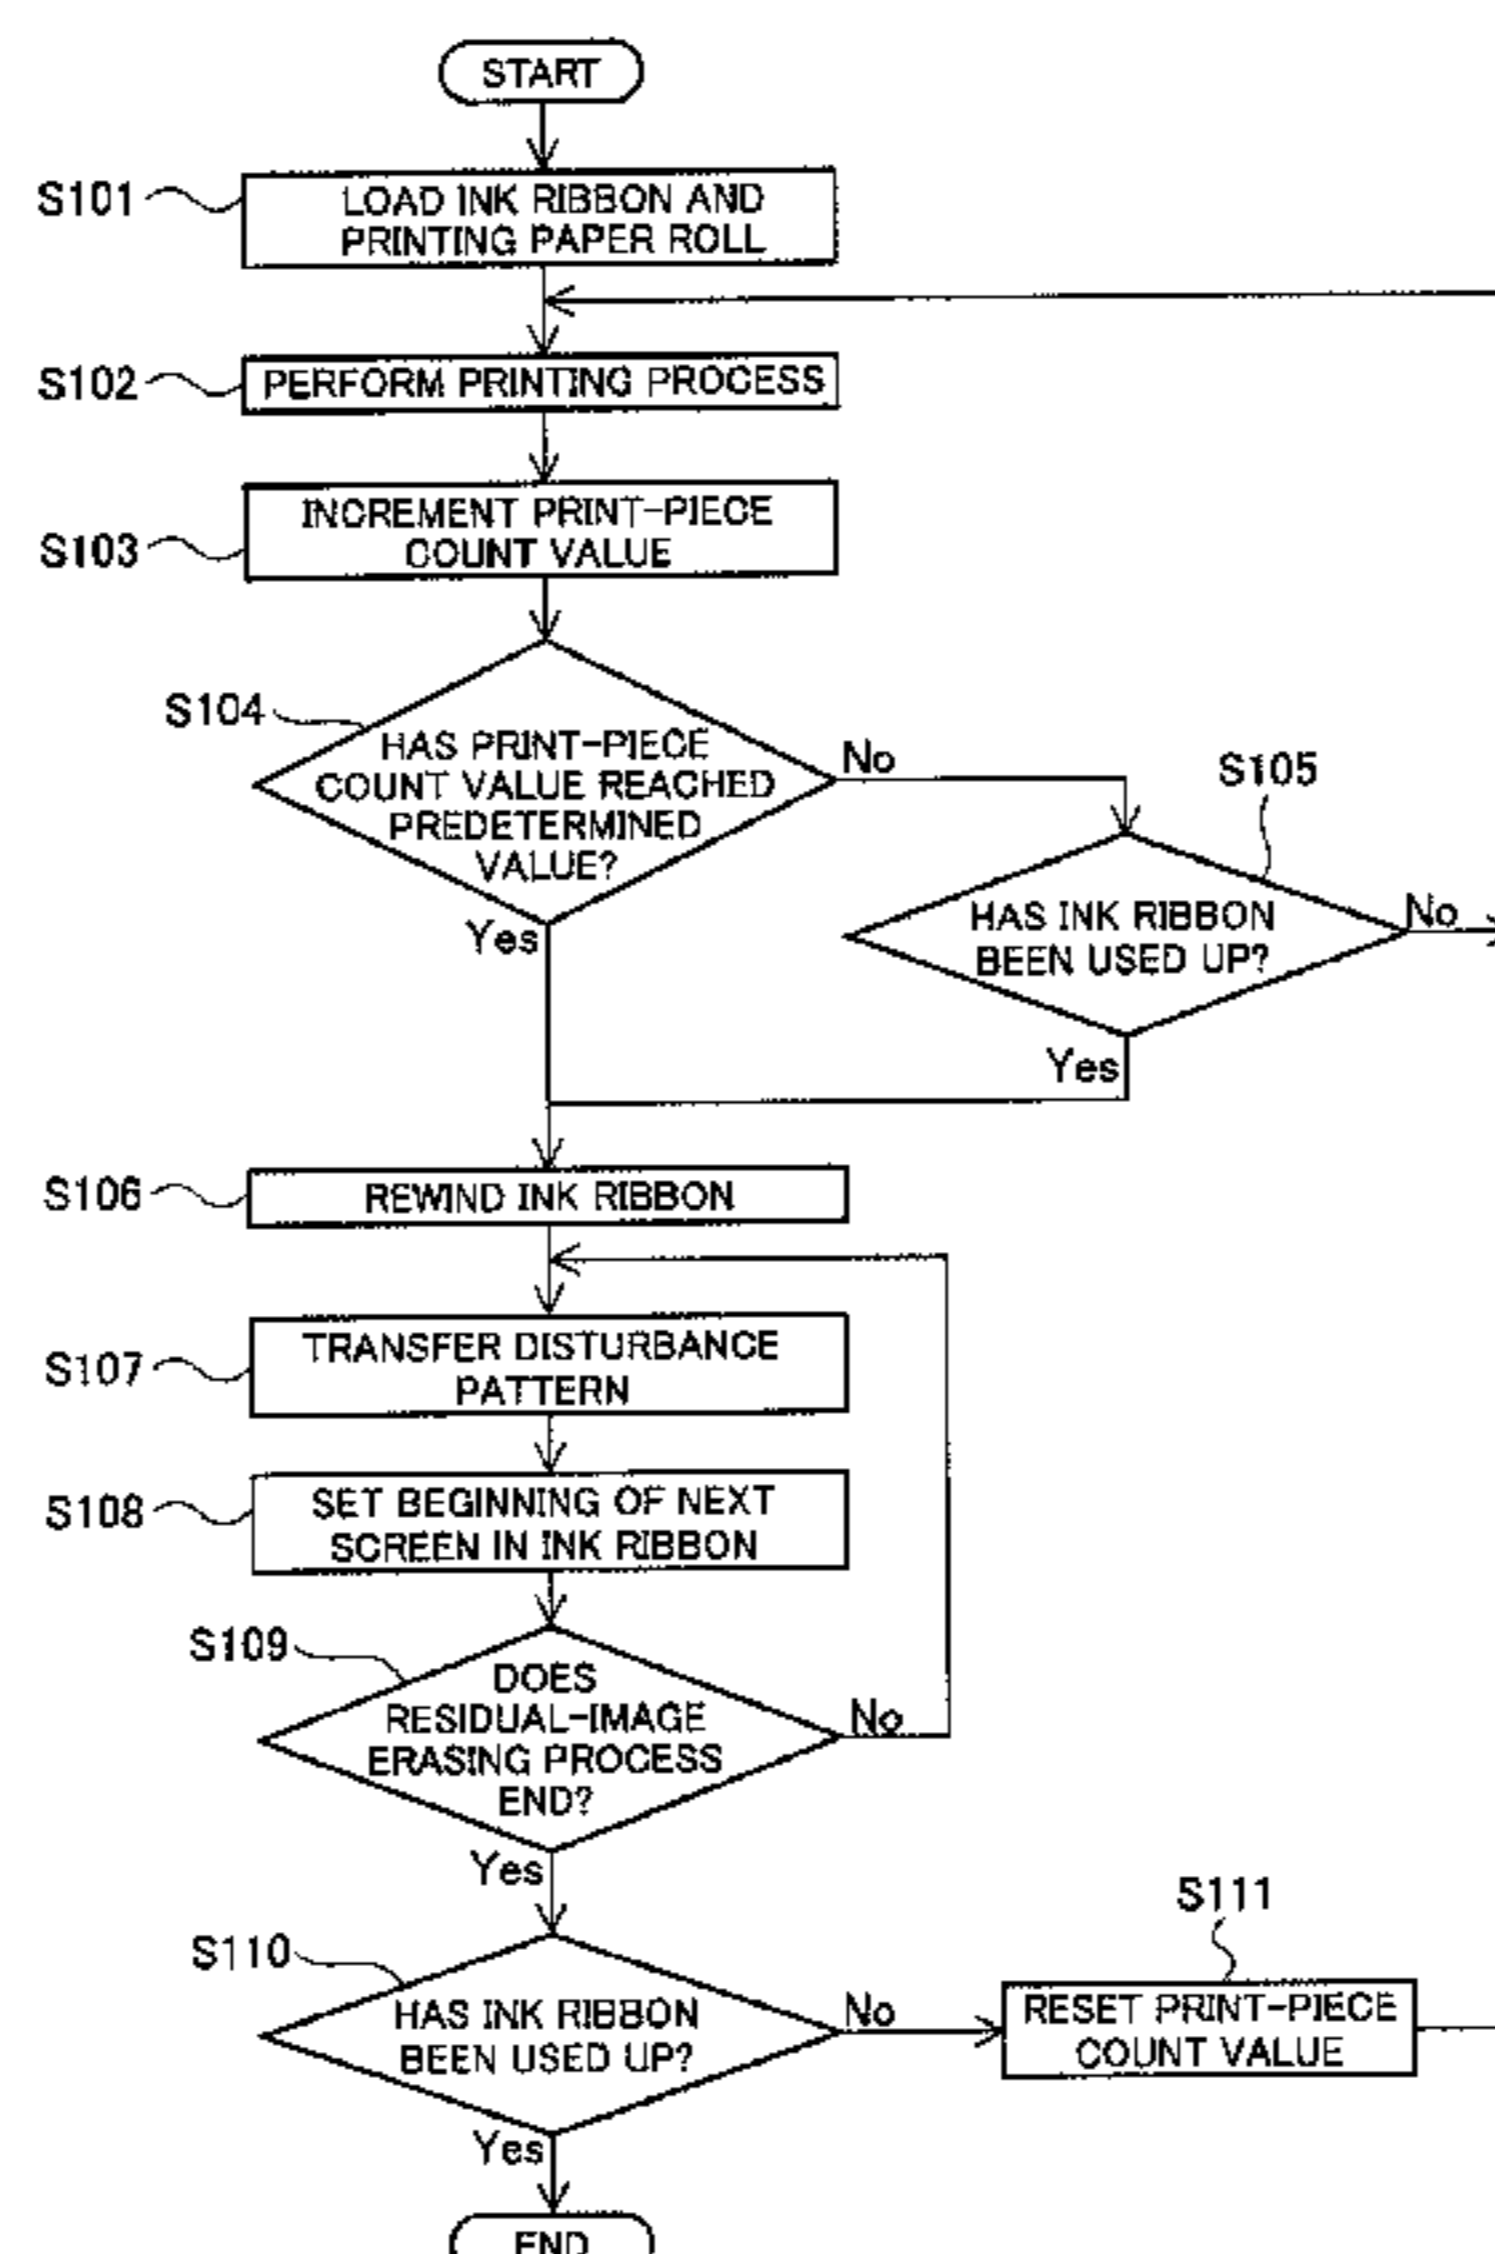 START
S101
LOAD INK RIBBON AND
PRINTING PAPER ROLL
S102
PERFORM PRINTING PROCESS
S103
INCREMENT PRINT-PIECE
COUNT VALUE
S104
HAS PRINT-PIECE
COUNT VALUE REACHED
PREDETERMINED
VALUE?
No
Yes
S105
HAS INK RIBBON
BEEN USED UP?
No
Yes
S106
REWIND INK RIBBON
S107
TRANSFER DISTURBANCE
PATTERN
S108
SET BEGINNING OF NEXT
SCREEN IN INK RIBBON
S109
DOES
RESIDUAL-IMAGE
ERASING PROCESS
END?
No
Yes
S110
HAS INK RIBBON
BEEN USED UP?
No
Yes
S111
RESET PRINT-PIECE
COUNT VALUE
END